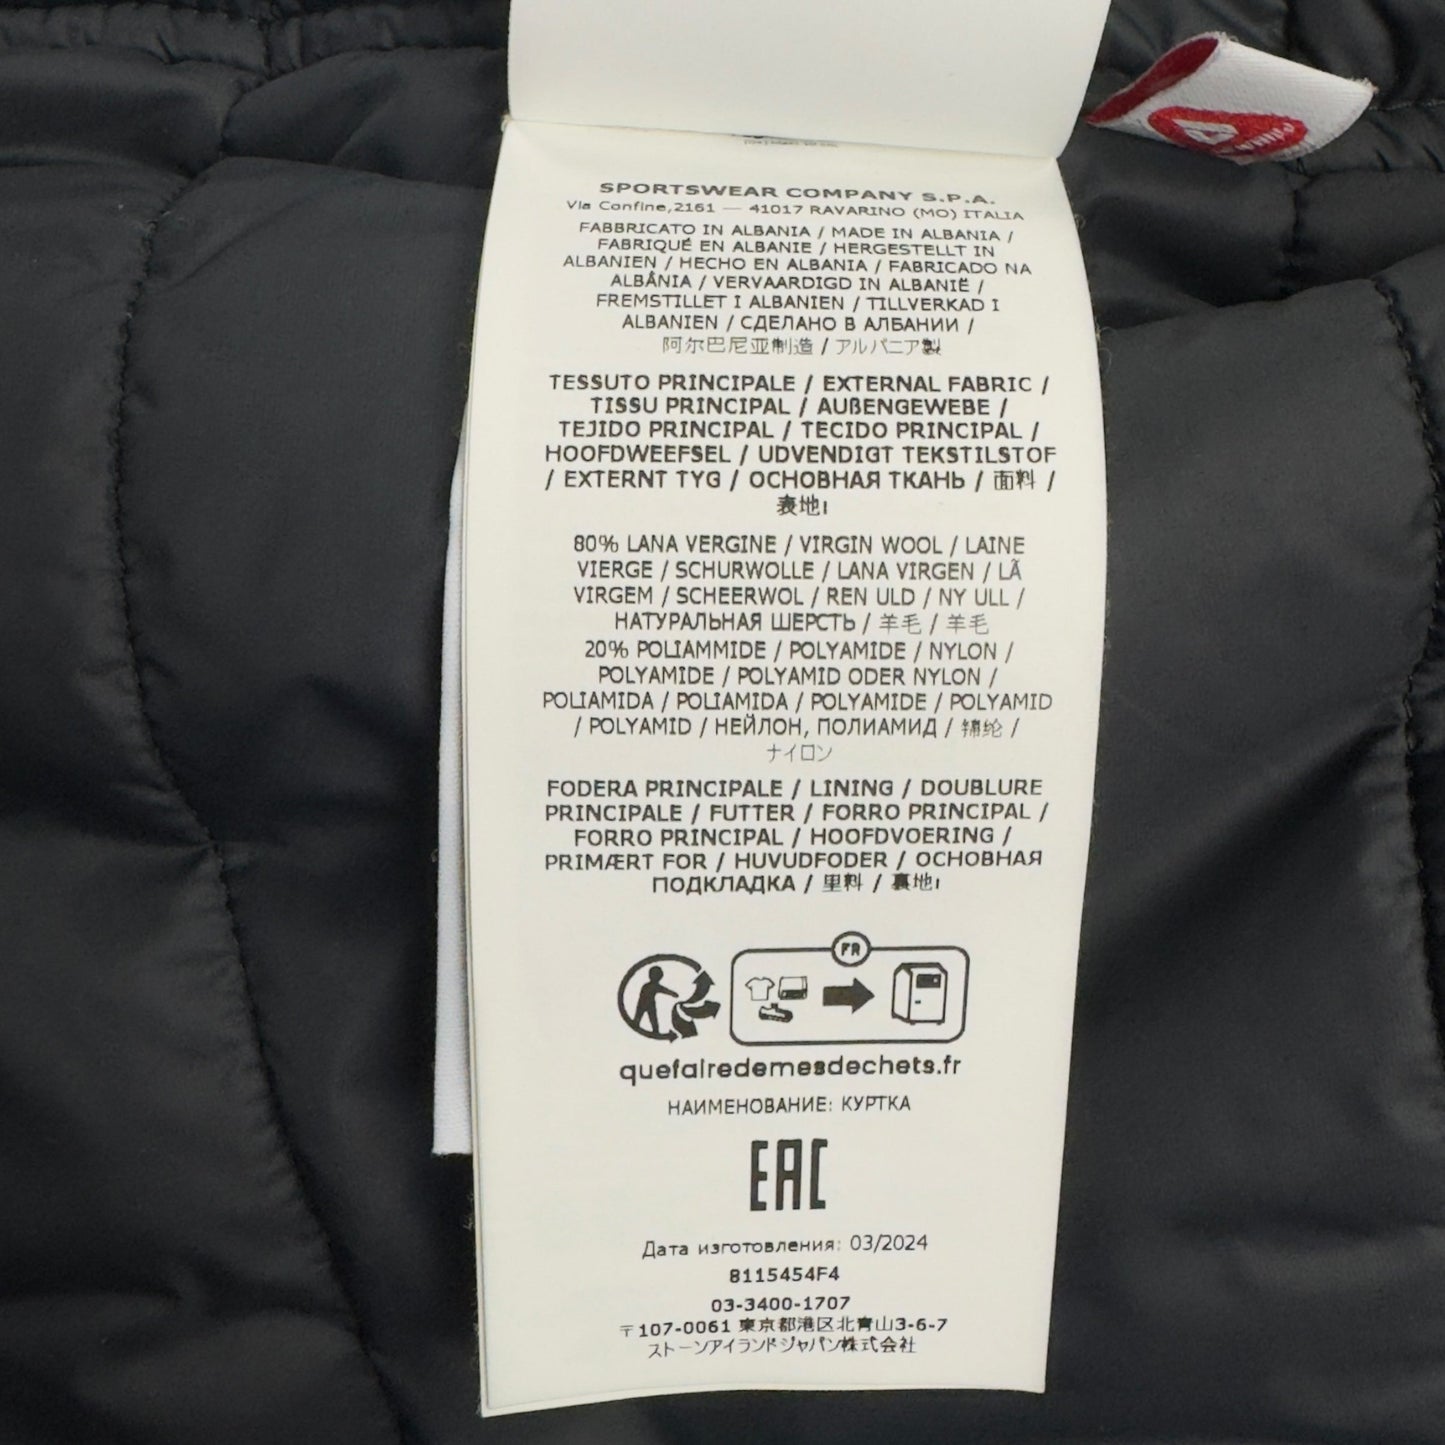 SPORTSWEAR COMPANY S.P.A.
Via Confine,2161 — 41017 RAVARINO (MO) ITALIA
FABBRICATO IN ALBANIA / MADE IN ALBANIA /
FABRIQUÉ EN ALBANIE / HERGESTELLT IN
ALBANIEN / HECHO EN ALBANIA / FABRICADO NA
ALBÂNIA / VERVAARDIGD IN ALBANIË /
FREMSTILLET I ALBANIEN / TILLVERKAD I
ALBANIEN / СДЕЛАНО В АЛБАНИИ /
阿尔巴尼亚制造 / アルバニア製
TESSUTO PRINCIPALE / EXTERNAL FABRIC /
TISSU PRINCIPAL / AUßENGEWEBE /
TEJIDO PRINCIPAL / TECIDO PRINCIPAL /
HOOFDWEEFSEL / UDVENDIGT TEKSTILSTOF
/ EXTERNT TYG / ОСНОВНАЯ ТКАНЬ / 面料 /
表地:
80% LANA VERGINE / VIRGIN WOOL / LAINE
VIERGE / SCHURWOLLE / LANA VIRGEN / LÃ
VIRGEM / SCHEERWOL / REN ULD / NY ULL /
НАТУРАЛЬНАЯ ШЕРСТЬ / 羊毛 / 羊毛
20% POLIAMMIDE / POLYAMIDE / NYLON /
POLYAMIDE / POLYAMID ODER NYLON /
POLIAMIDA / POLIAMIDA / POLYAMIDE / POLYAMID
/ POLYAMID / НЕЙЛОН, ПОЛИАМИД / 锦纶 /
ナイロン
FODERA PRINCIPALE / LINING / DOUBLURE
PRINCIPALE / FUTTER / FORRO PRINCIPAL /
FORRO PRINCIPAL / HOOFDVOERING /
PRIMÆRT FOR / HUVUDFODER / ОСНОВНАЯ
ПОДКЛАДКА / 里料 / 裏地:
FR
quefairedemesdechets.fr
НАИМЕНОВАНИЕ: КУРТКА
EAC
Дата изготовления: 03/2024
8115454F4
03-3400-1707
〒107-0061 東京都港区北青山3-6-7
ストーンアイランドジャパン株式会社